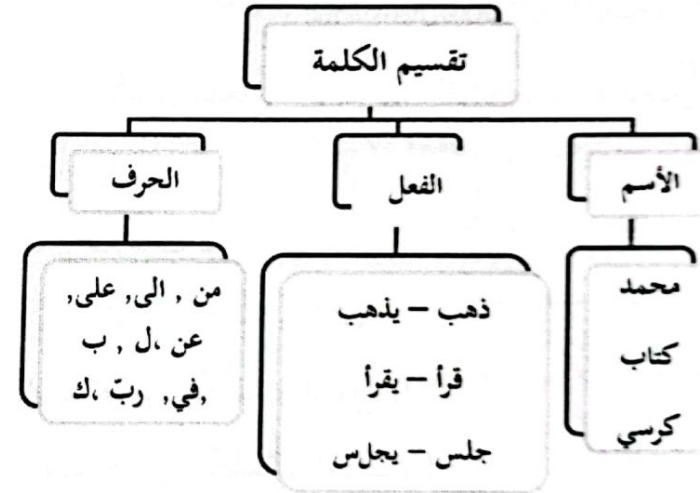 تقسيم الكلمة
الأسم
الفعل
الحرف
محمد
كتاب
كرسي
ذهب – يذهب
قرأ – يقرأ
جلس – يجلس
من , الى, على,
عن ،ل , ب
,في, ربّ ،ك